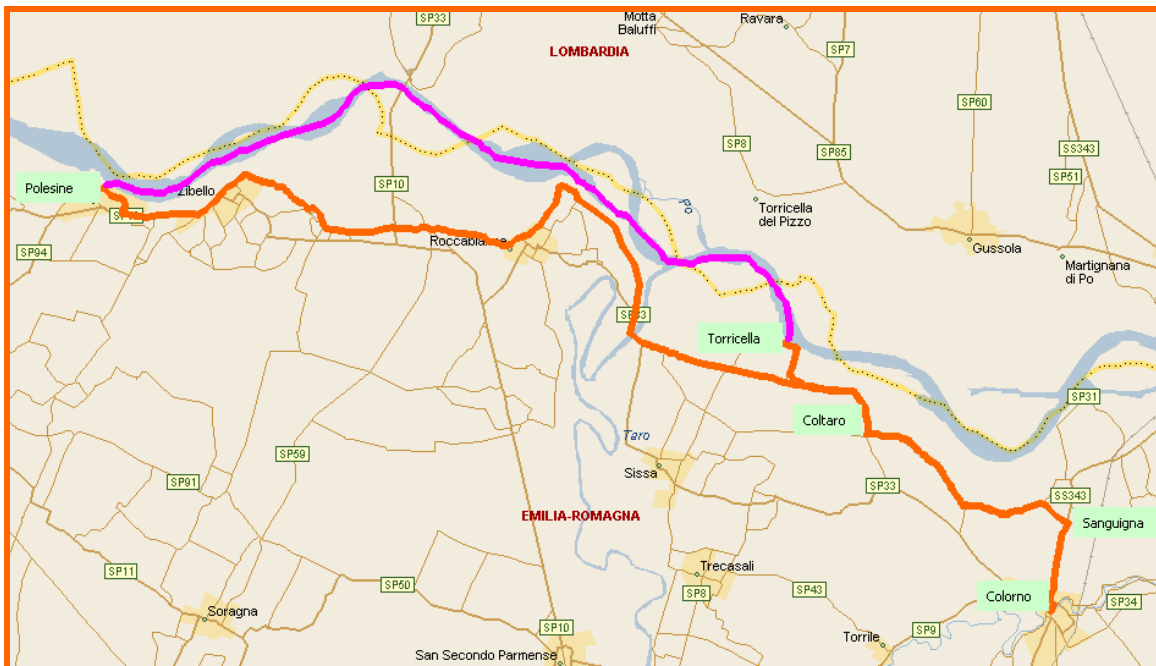 SP33
Motta
Baluffi
Ravara
LOMBARDIA
SP7
SP60
SS343
SP10
SP8
SP85
SP51
Polesine
Zibello
SP94
Roccabianca
Po
Torricella
del Pizzo
Gussola
Martignana
di Po
SP33
Torricella
SP31
Coltaro
Taro
Sissa
SP59
SP91
SP33
SS343
EMILIA-ROMAGNA
Sanguigna
SP11
SP50
Trecasali
SP8
SP43
Colorno
SP34
Soragna
SP10
SP9
Torrile
San Secondo Parmense